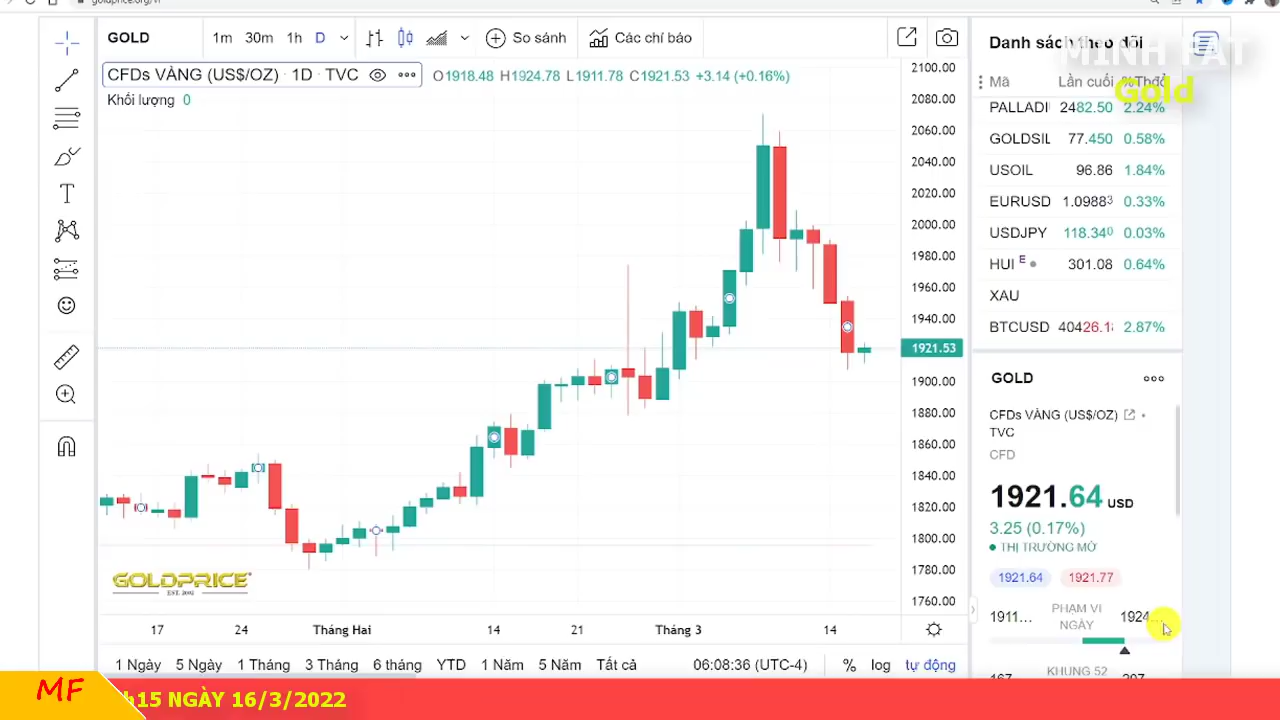 GOLD 1m 30m 1h D So sánh Các chỉ báo
CFDs VÀNG (US$/OZ) · 1D · TVC O1918.48 H1924.78 L1911.78 C1921.53 +3.14 (+0.16%)
Khối lượng 0
2100.00
2080.00
2060.00
2040.00
2020.00
2000.00
1980.00
1960.00
1940.00
1921.53
1900.00
1880.00
1860.00
1840.00
1820.00
1800.00
1780.00
1760.00
GOLDPRICE
EST. 2002
17 24 Tháng Hai 14 21 Tháng 3 14
1 Ngày 5 Ngày 1 Tháng 3 Tháng 6 tháng YTD 1 Năm 5 Năm Tất cả 06:08:36 (UTC-4) % log tự động
Danh sách theo dõi
MINH FAT
Gold
Mã Lần cuối
PALLADI 2482.50 2.24%
GOLDSIL 77.450 0.58%
USOIL 96.86 1.84%
EURUSD 1.09883 0.33%
USDJPY 118.340 0.03%
HUI E 301.08 0.64%
XAU
BTCUSD 40426.1 2.87%
GOLD
CFDs VÀNG (US$/OZ) •
TVC
CFD
1921.64 USD
3.25 (0.17%)
THỊ TRƯỜNG MỞ
1921.64 1921.77
1911... PHẠM VI NGÀY 1924...
KHUNG 52
MF
h15 NGÀY 16/3/2022